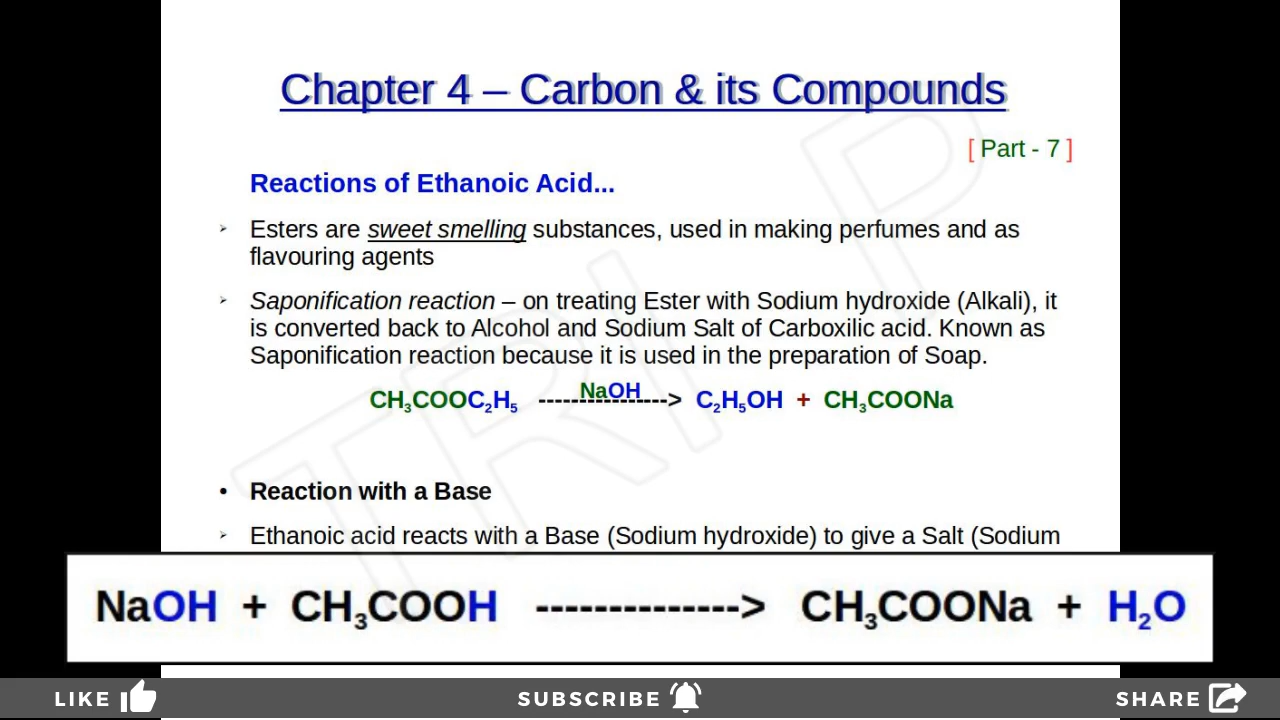 Chapter 4 – Carbon & its Compounds
[ Part - 7 ]
Reactions of Ethanoic Acid...
➢ Esters are sweet smelling substances, used in making perfumes and as
flavouring agents
➢ Saponification reaction – on treating Ester with Sodium hydroxide (Alkali), it
is converted back to Alcohol and Sodium Salt of Carboxilic acid. Known as
Saponification reaction because it is used in the preparation of Soap.
NaOH
CH₃COOC₂H₅ ----------------> C₂H₅OH + CH₃COONa
• Reaction with a Base
➢ Ethanoic acid reacts with a Base (Sodium hydroxide) to give a Salt (Sodium
NaOH + CH₃COOH --------------> CH₃COONa + H₂O
LIKE SUBSCRIBE SHARE
TRI P